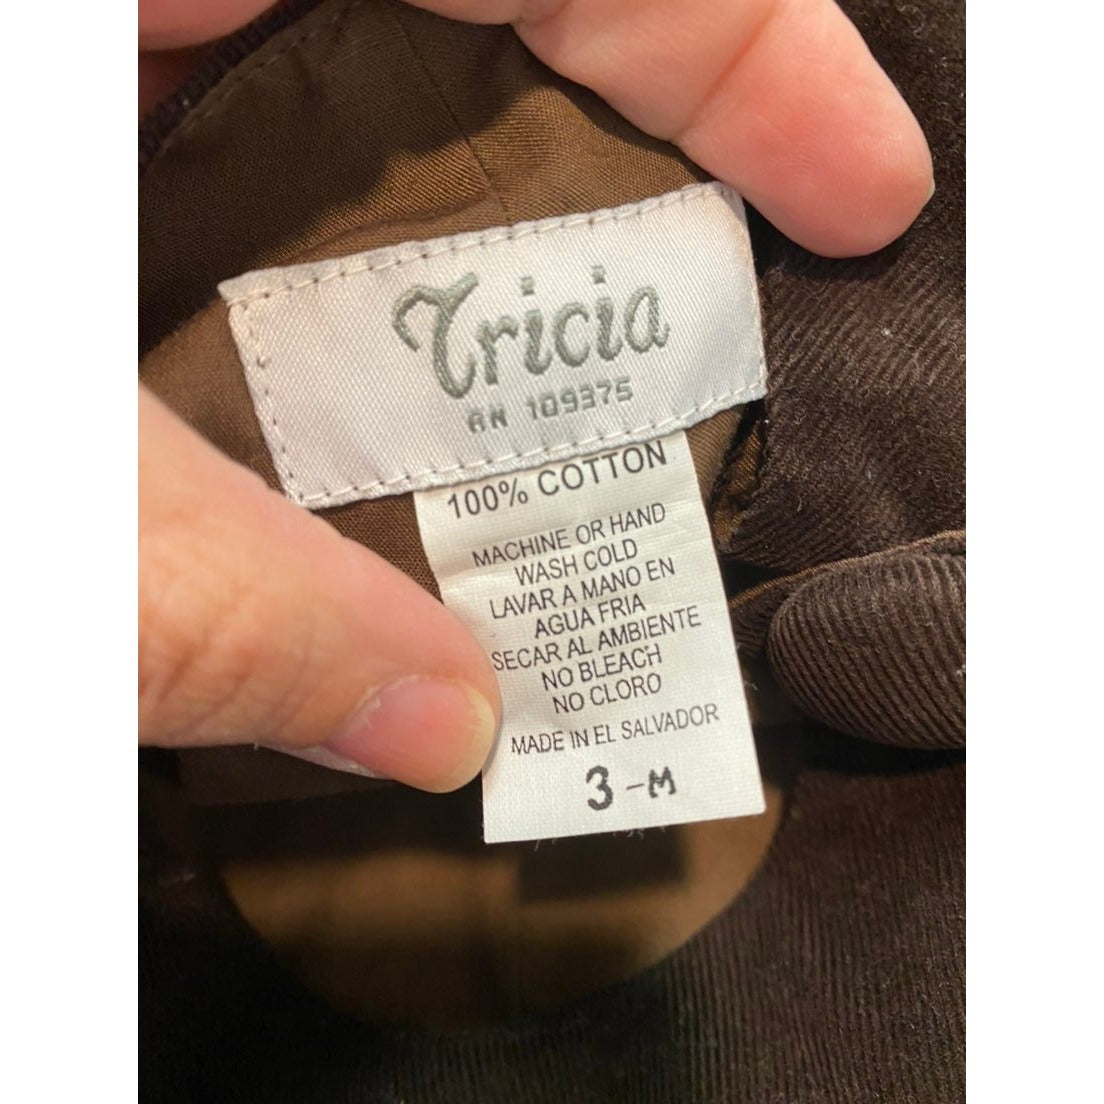 Tricia
RN 109375
100% COTTON
MACHINE OR HAND
WASH COLD
LAVAR A MANO EN
AGUA FRIA
SECAR AL AMBIENTE
NO BLEACH
NO CLORO
MADE IN EL SALVADOR
3-M